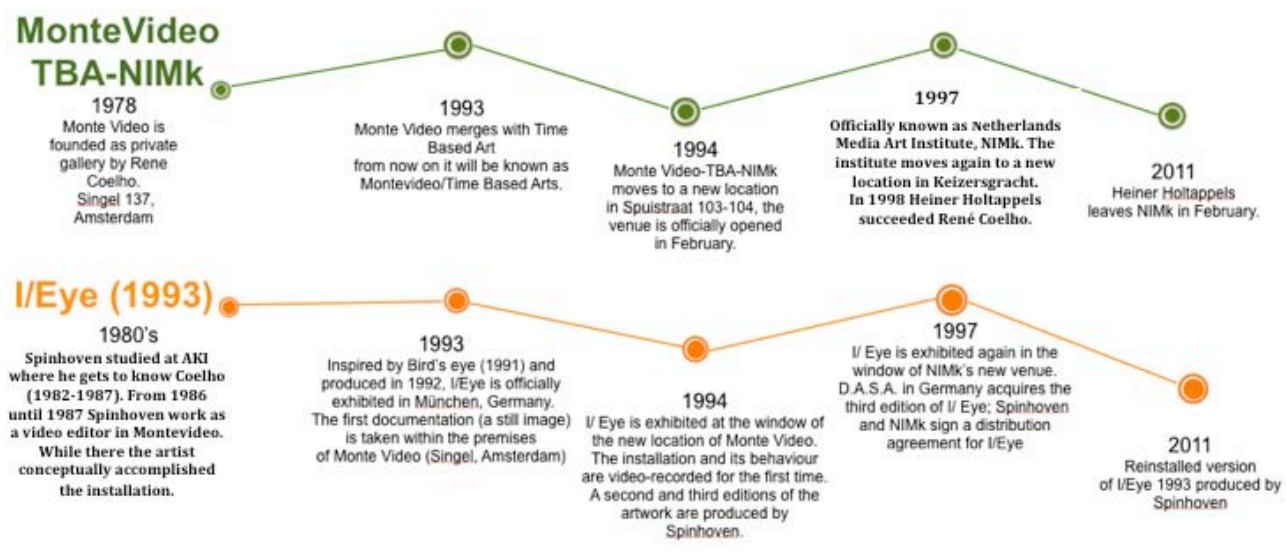 MonteVideo
TBA-NIMk
1978
Monte Video is
founded as private
gallery by Rene
Coelho.
Singel 137,
Amsterdam
1993
Monte Video merges with Time
Based Art
from now on it will be known as
Montevideo/Time Based Arts.
1994
Monte Video-TBA-NIMk
moves to a new location
in Spuistraat 103-104, the
venue is officially opened
in February.
1997
Officially known as Netherlands
Media Art Institute, NIMk. The
institute moves again to a new
location in Keizersgracht.
In 1998 Heiner Holtappels
succeeded René Coelho.
2011
Heiner Holtappels
leaves NIMk in February.
I/Eye (1993)
1980's
Spinhoven studied at AKI
where he gets to know Coelho
(1982-1987). From 1986
until 1987 Spinhoven work as
a video editor in Montevideo.
While there the artist
conceptually accomplished
the installation.
1993
Inspired by Bird's eye (1991) and
produced in 1992, I/Eye is officially
exhibited in München, Germany.
The first documentation (a still image)
is taken within the premises
of Monte Video (Singel, Amsterdam)
1994
I/ Eye is exhibited at the window of
the new location of Monte Video.
The installation and its behaviour
are video-recorded for the first time.
A second and third editions of the
artwork are produced by
Spinhoven.
1997
I/ Eye is exhibited again in the
window of NIMk's new venue.
D.A.S.A. in Germany acquires the
third edition of I/ Eye; Spinhoven
and NIMk sign a distribution
agreement for I/Eye
2011
Reinstalled version
of I/Eye 1993 produced by
Spinhoven